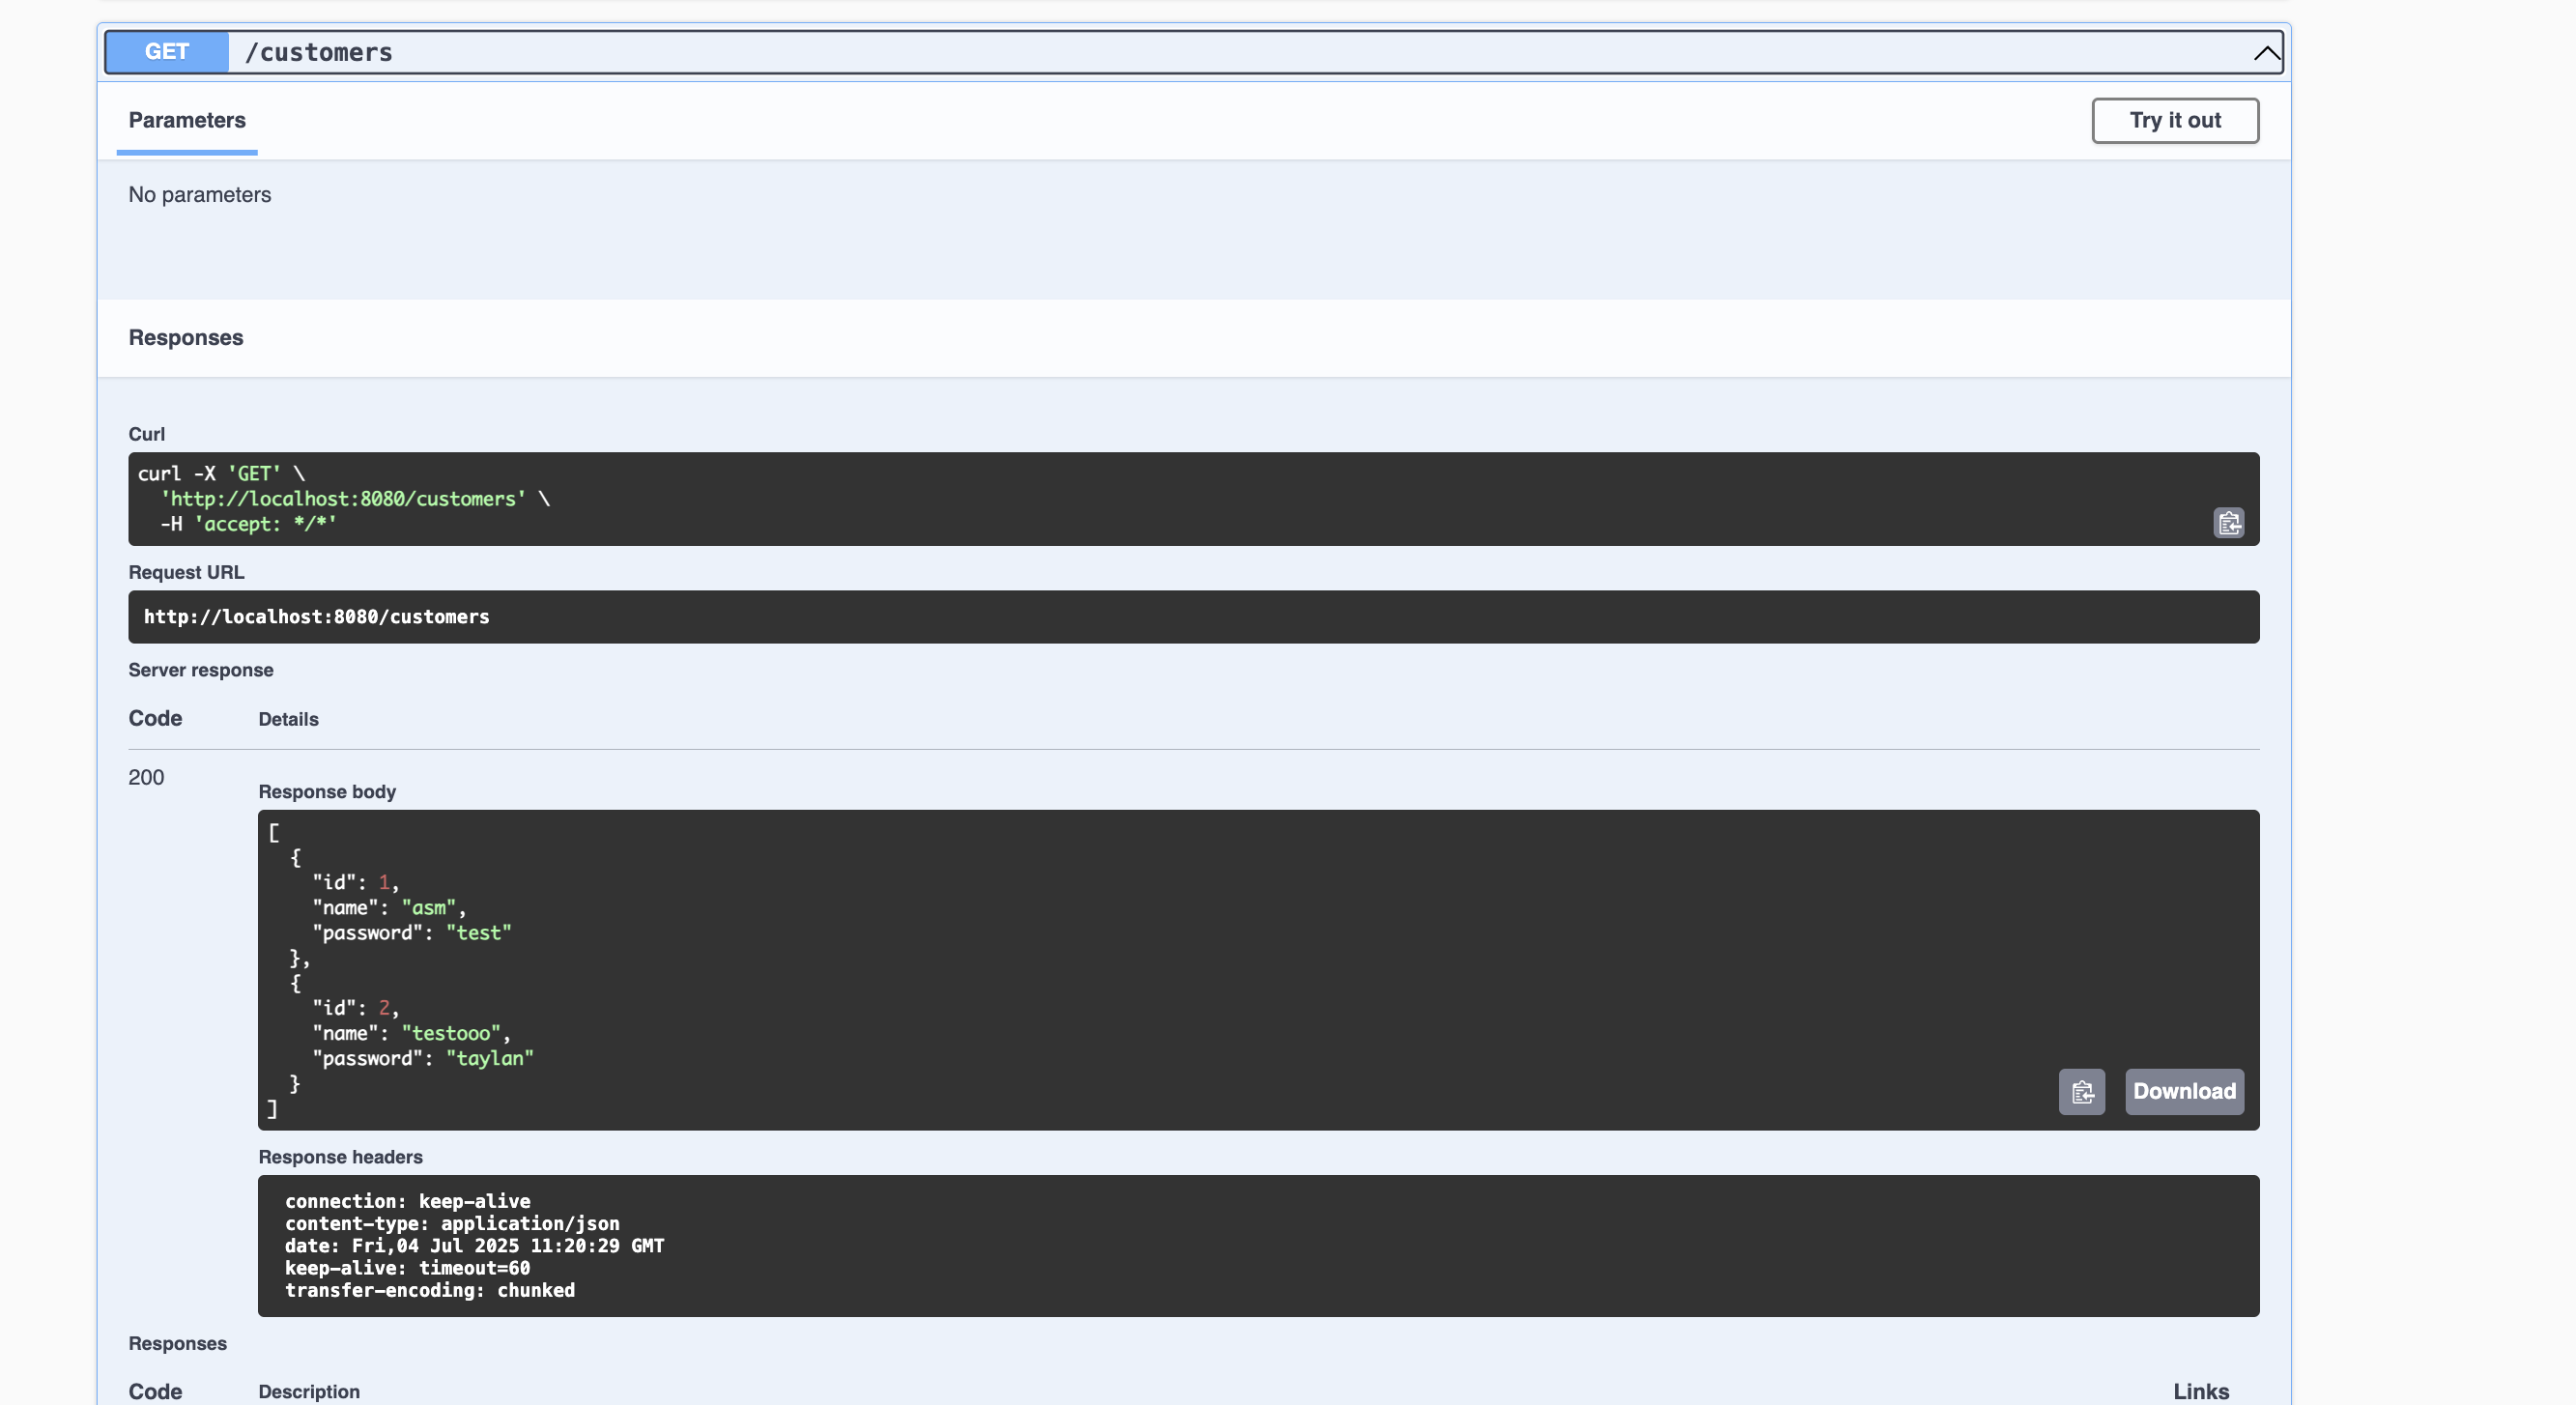 GET /customers
Parameters
Try it out
No parameters
Responses
Curl
curl -X 'GET' \
  'http://localhost:8080/customers' \
  -H 'accept: */*'
Request URL
http://localhost:8080/customers
Server response
Code Details
200
Response body
[
  {
    "id": 1,
    "name": "asm",
    "password": "test"
  },
  {
    "id": 2,
    "name": "testooo",
    "password": "taylan"
  }
]
Download
Response headers
connection: keep-alive
content-type: application/json
date: Fri,04 Jul 2025 11:20:29 GMT
keep-alive: timeout=60
transfer-encoding: chunked
Responses
Code Description Links